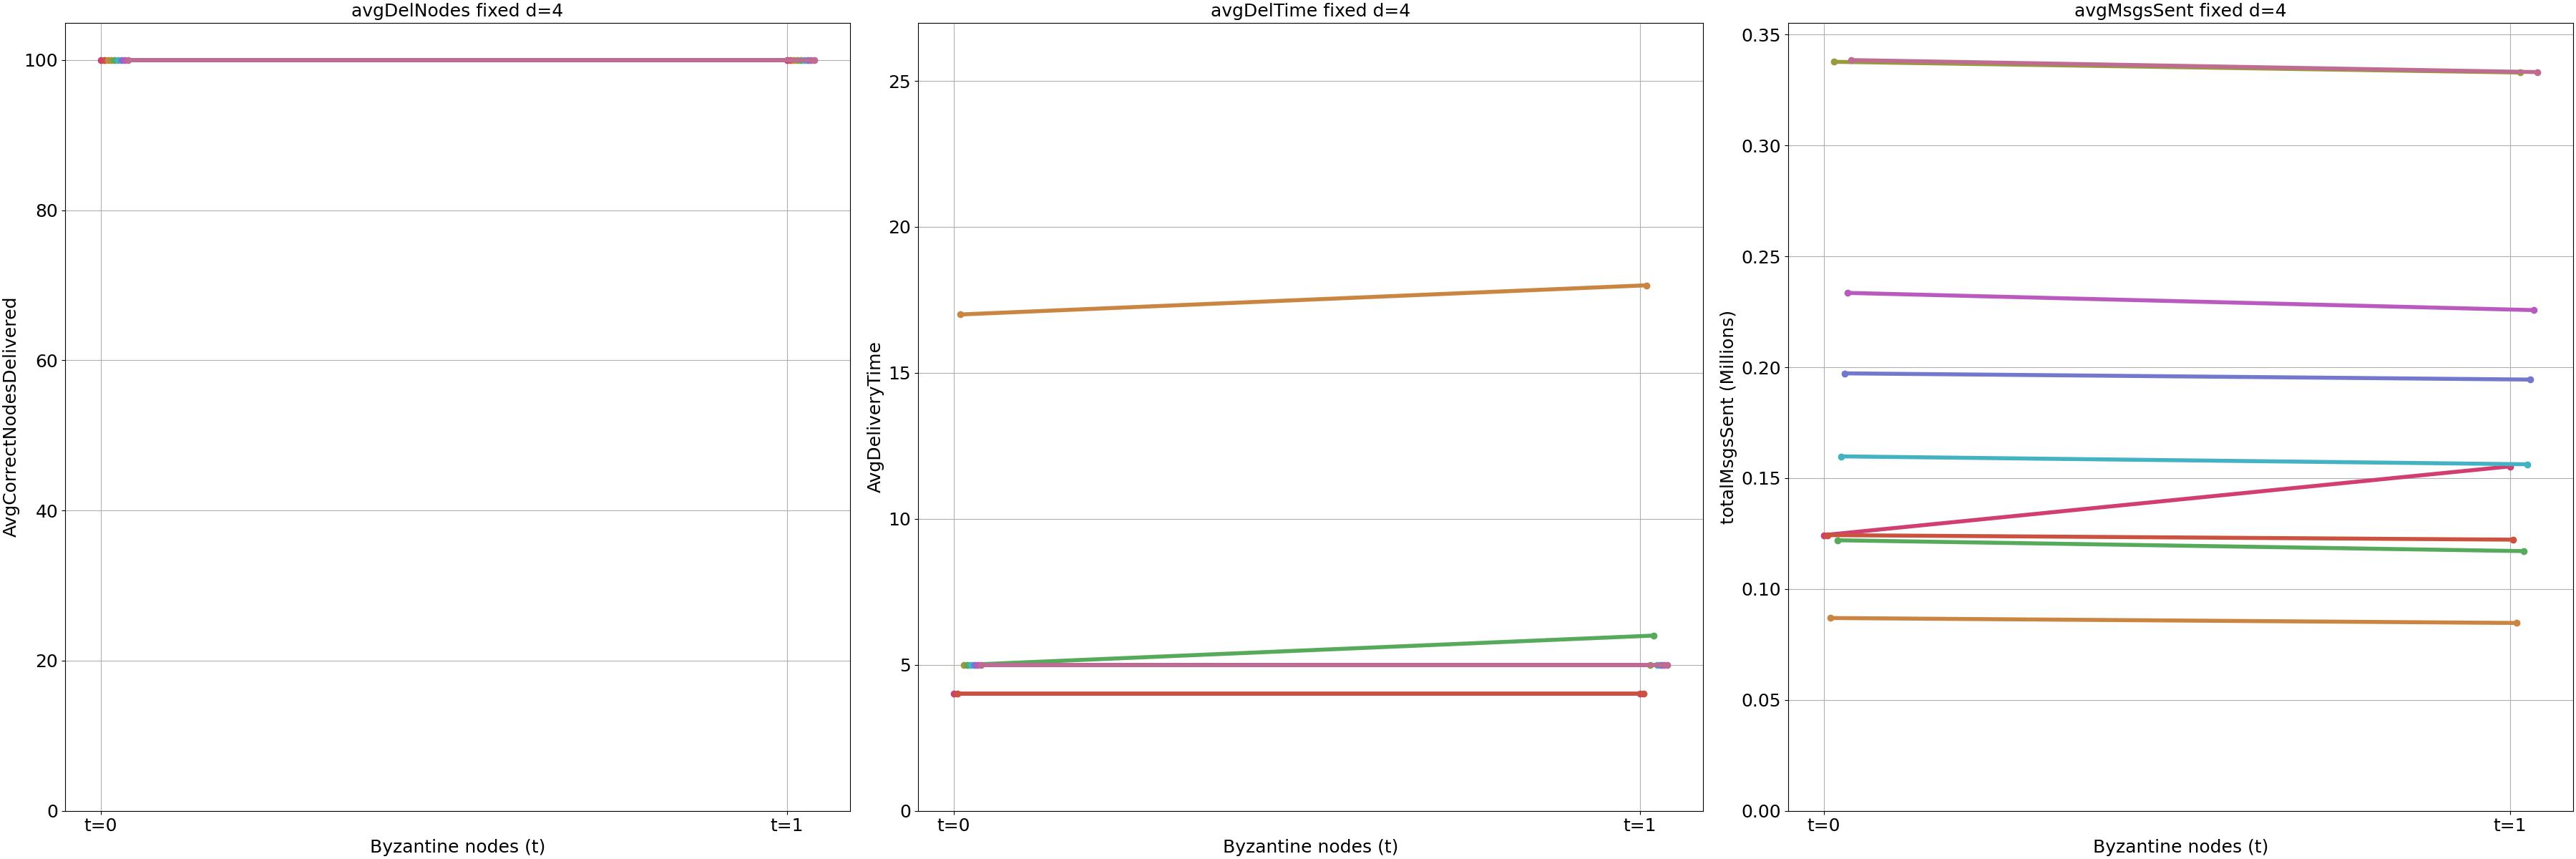 avgDelNodes fixed d=4
AvgCorrectNodesDelivered
100
80
60
40
20
0
t=0 t=1
Byzantine nodes (t)
avgDelTime fixed d=4
AvgDeliveryTime
25
20
15
10
5
0
t=0 t=1
Byzantine nodes (t)
avgMsgsSent fixed d=4
totalMsgsSent (Millions)
0.35
0.30
0.25
0.20
0.15
0.10
0.05
0.00
t=0 t=1
Byzantine nodes (t)